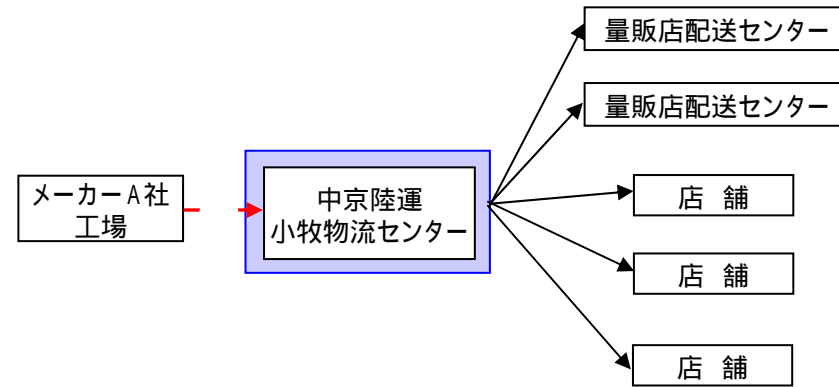 量販店配送センター
量販店配送センター
メーカーA社
工場
中京陸運
小牧物流センター
店 舗
店 舗
店 舗